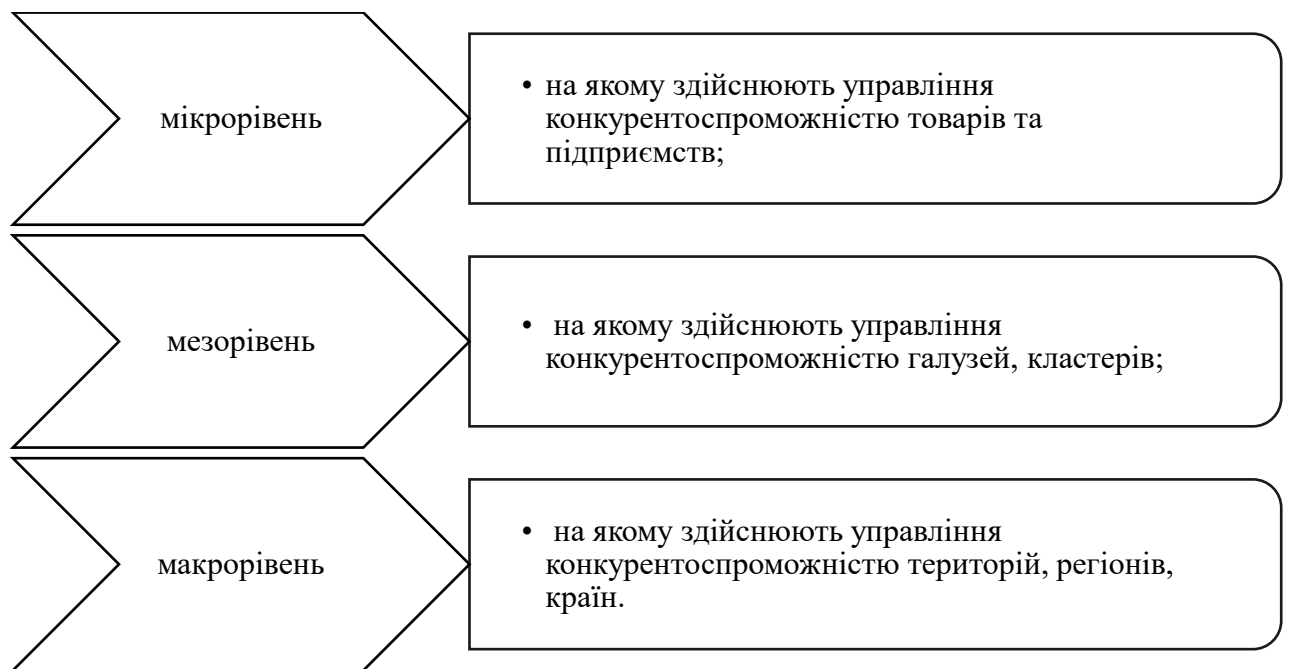 мікрорівень
• на якому здійснюють управління
конкурентоспроможністю товарів та
підприємств;
мезорівень
• на якому здійснюють управління
конкурентоспроможністю галузей, кластерів;
макрорівень
• на якому здійснюють управління
конкурентоспроможністю територій, регіонів,
країн.